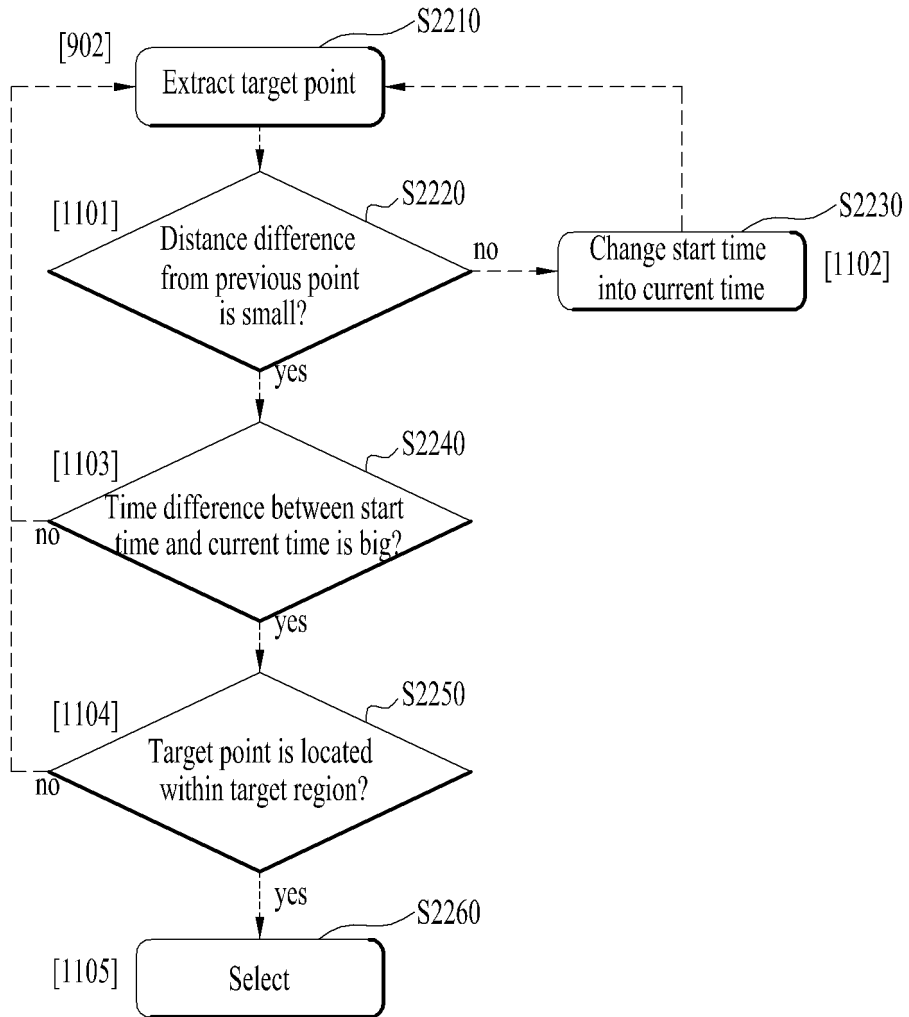 S2210
[902]
Extract target point
[1101]
S2220
Distance difference
from previous point
is small?
no
S2230
Change start time
into current time
[1102]
yes
[1103]
S2240
Time difference between start
time and current time is big?
no
yes
[1104]
S2250
Target point is located
within target region?
no
yes
S2260
[1105]
Select